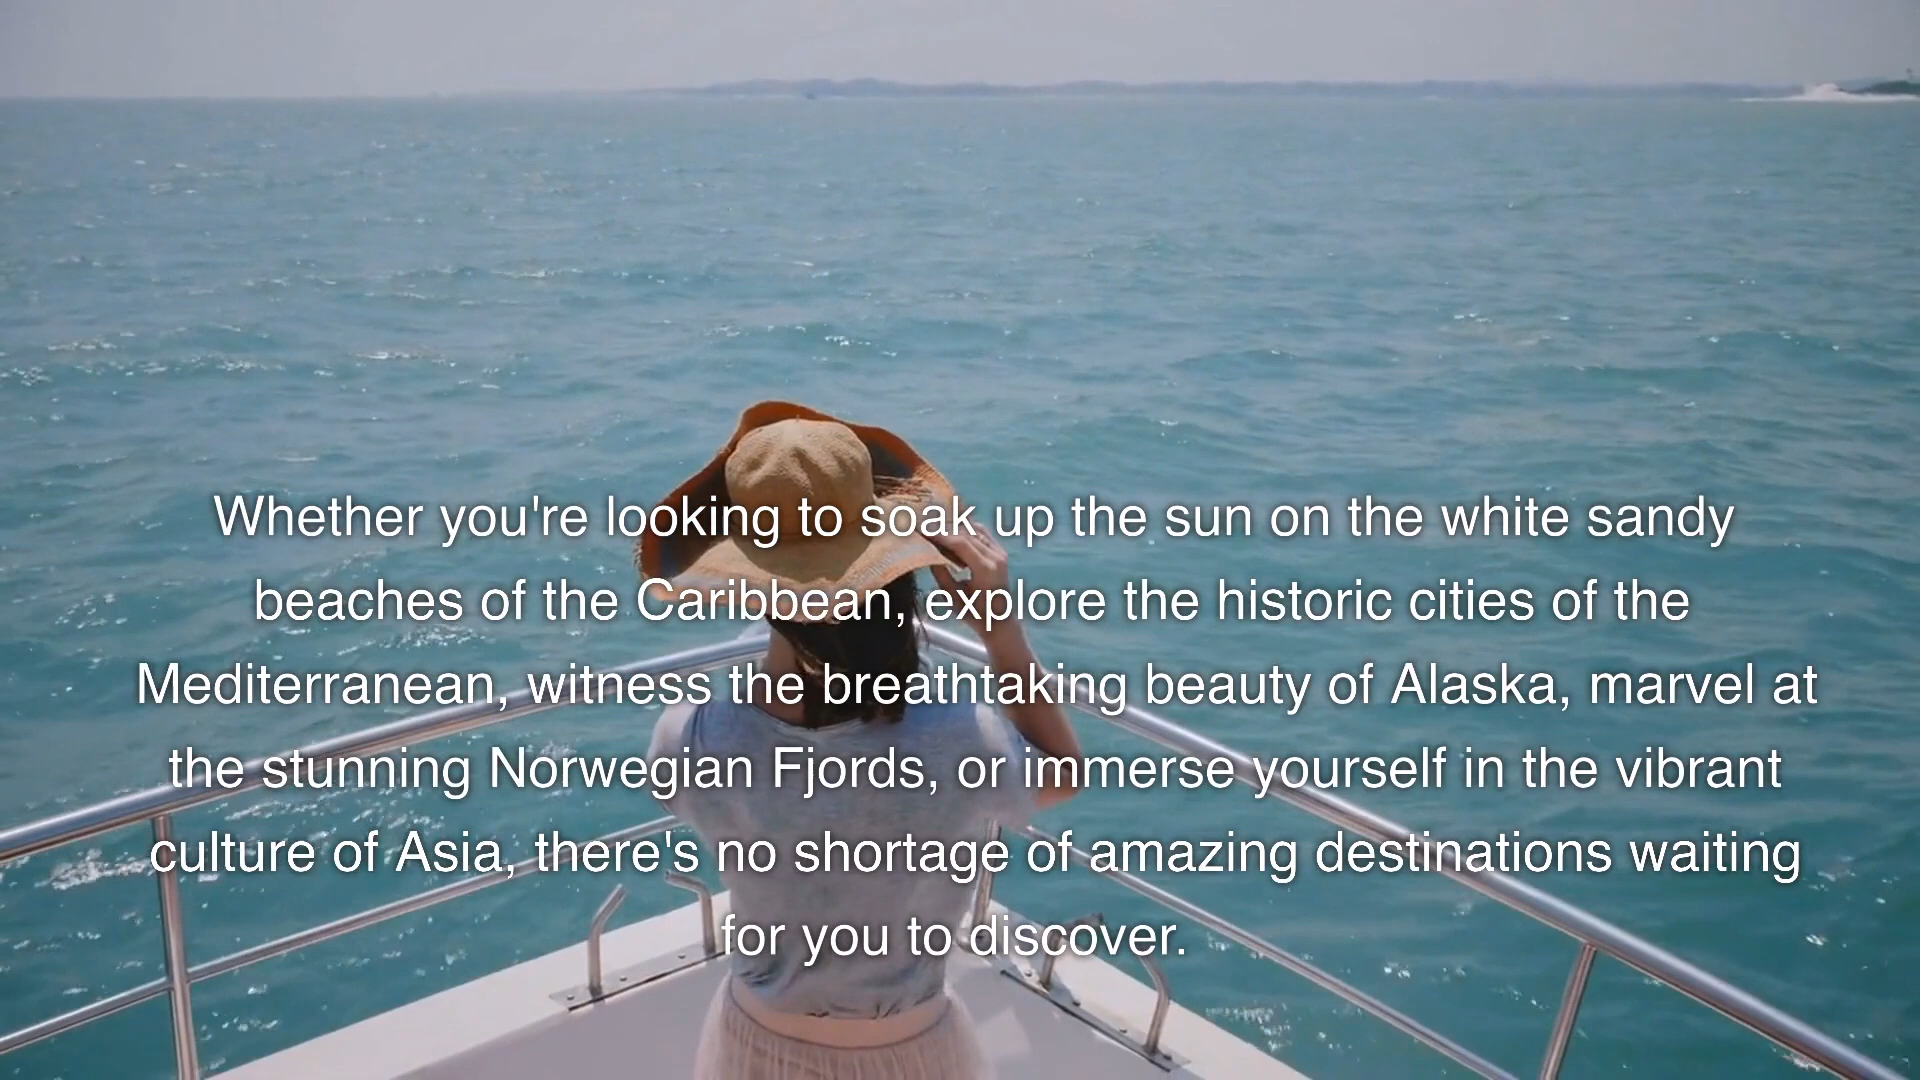 Whether you're looking to soak up the sun on the white sandy
beaches of the Caribbean, explore the historic cities of the
Mediterranean, witness the breathtaking beauty of Alaska, marvel at
the stunning Norwegian Fjords, or immerse yourself in the vibrant
culture of Asia, there's no shortage of amazing destinations waiting
for you to discover.